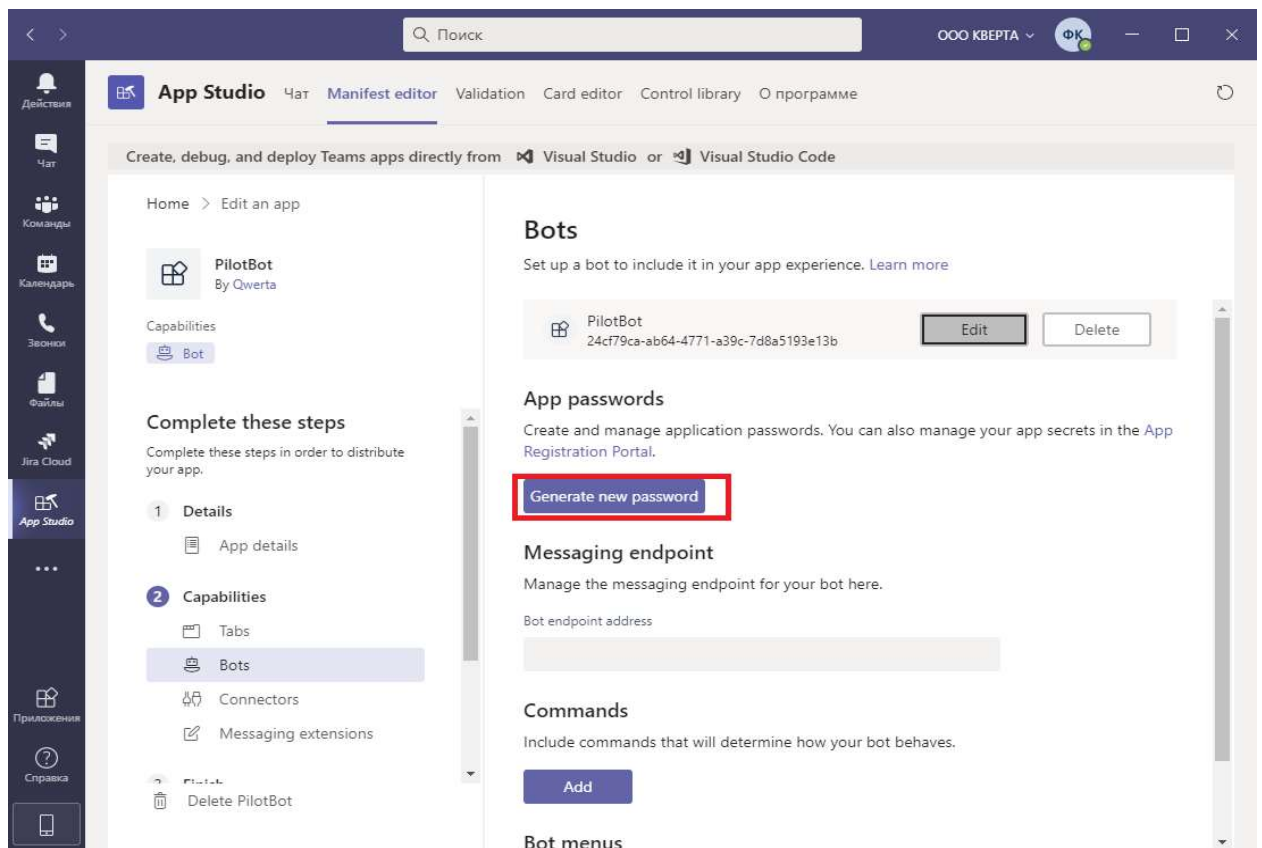 Поиск
ООО КВЕРТА
ФК
Действия
Чат
Команды
Календарь
Звонки
Файлы
Jira Cloud
App Studio
Приложения
Справка
App Studio Чат Manifest editor Validation Card editor Control library О программе
Create, debug, and deploy Teams apps directly from Visual Studio or Visual Studio Code
Home > Edit an app
PilotBot
By Qwerta
Capabilities
Bot
Complete these steps
Complete these steps in order to distribute
your app.
1 Details
App details
2 Capabilities
Tabs
Bots
Connectors
Messaging extensions
3 Finish
Delete PilotBot
Bots
Set up a bot to include it in your app experience. Learn more
PilotBot
24cf79ca-ab64-4771-a39c-7d8a5193e13b
Edit
Delete
App passwords
Create and manage application passwords. You can also manage your app secrets in the App
Registration Portal.
Generate new password
Messaging endpoint
Manage the messaging endpoint for your bot here.
Bot endpoint address
Commands
Include commands that will determine how your bot behaves.
Add
Bot menus